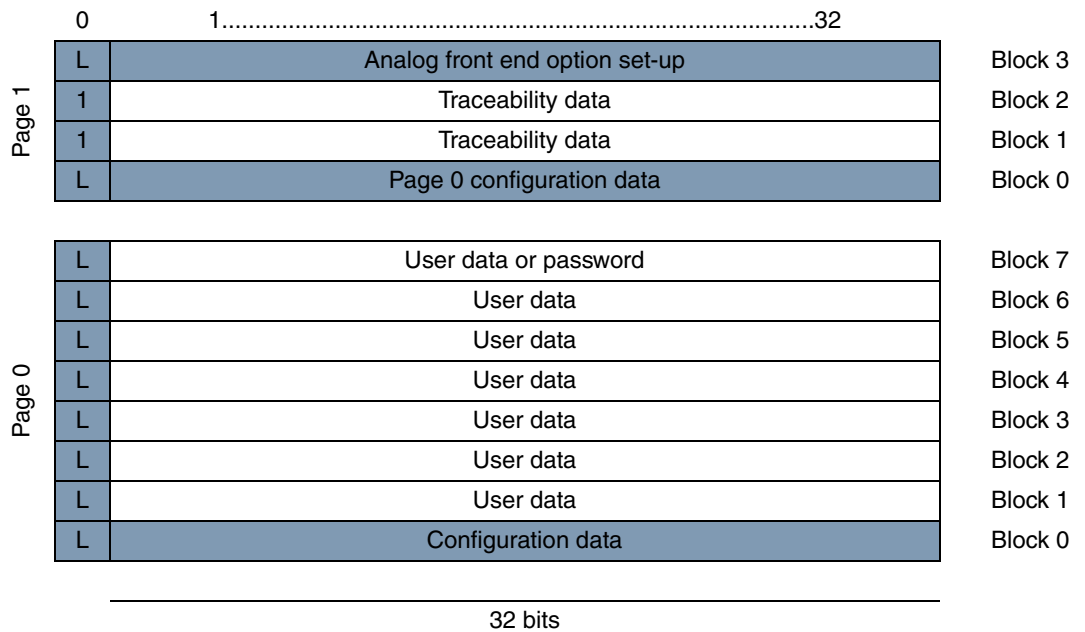 0 1..................................................................................32
L Analog front end option set-up Block 3
1 Traceability data Block 2
1 Traceability data Block 1
L Page 0 configuration data Block 0
Page 1
L User data or password Block 7
L User data Block 6
L User data Block 5
L User data Block 4
L User data Block 3
L User data Block 2
L User data Block 1
L Configuration data Block 0
Page 0
32 bits